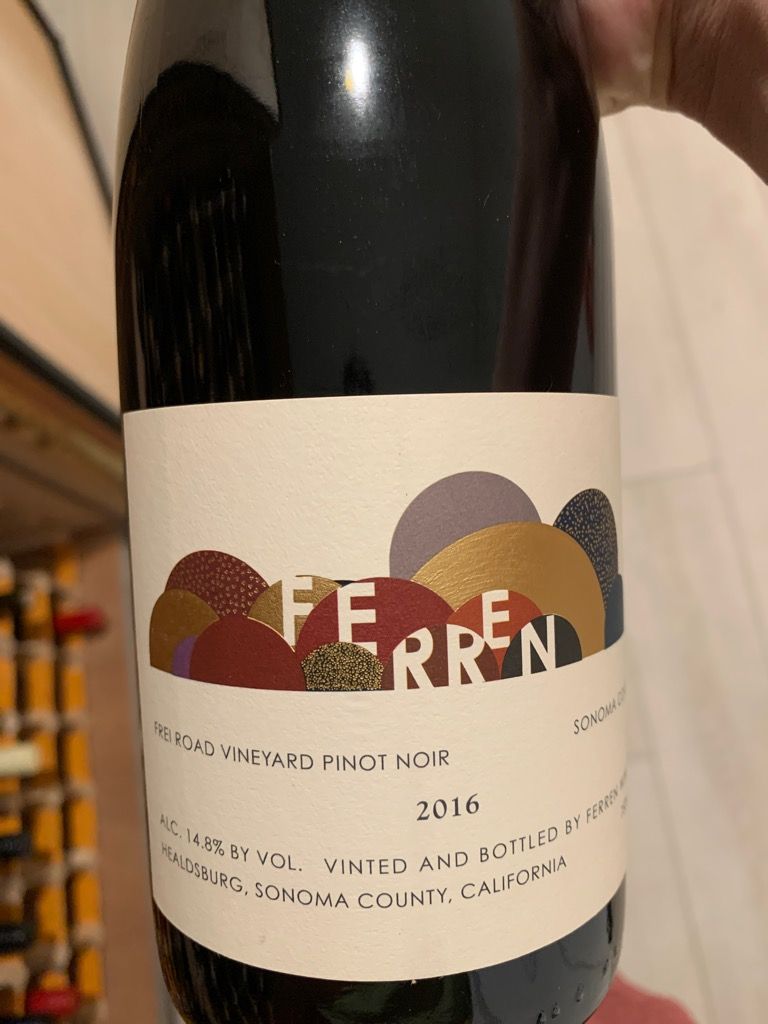 FERREN
FREI ROAD VINEYARD PINOT NOIR
SONOMA
2016
ALC. 14.8% BY VOL. VINTED AND BOTTLED BY FERREN
HEALDSBURG, SONOMA COUNTY, CALIFORNIA